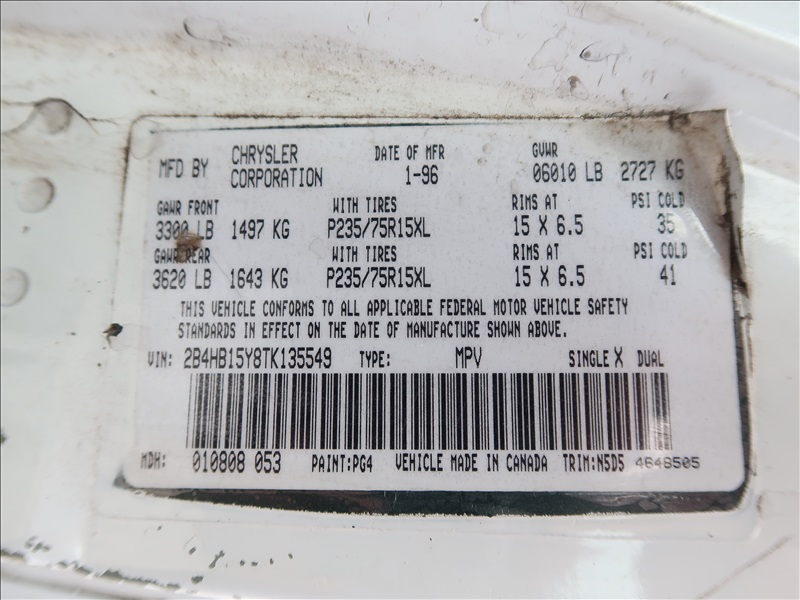 MFD BY CHRYSLER CORPORATION DATE OF MFR 1-96 GVWR 06010 LB 2727 KG
GAWR FRONT WITH TIRES RIMS AT PSI COLD
3300 LB 1497 KG P235/75R15XL 15 X 6.5 35
GAWR REAR WITH TIRES RIMS AT PSI COLD
3620 LB 1643 KG P235/75R15XL 15 X 6.5 41
THIS VEHICLE CONFORMS TO ALL APPLICABLE FEDERAL MOTOR VEHICLE SAFETY
STANDARDS IN EFFECT ON THE DATE OF MANUFACTURE SHOWN ABOVE.
VIN: 2B4HB15Y8TK135549 TYPE: MPV SINGLE X DUAL
MDH: 010808 053 PAINT:PG4 VEHICLE MADE IN CANADA TRIM:N5D5 4648505